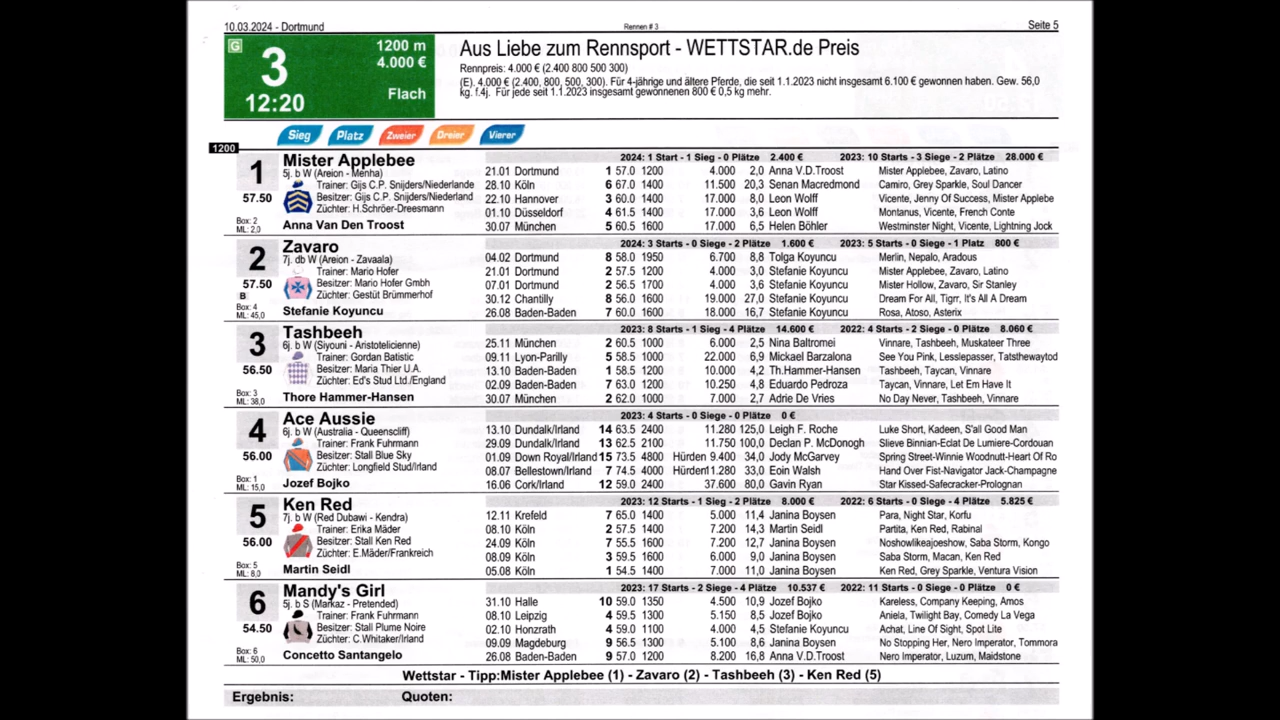 10.03.2024 - Dortmund Rennen # 3 Seite 5
G 3 1200 m
4.000 €
12:20 Flach
Aus Liebe zum Rennsport - WETTSTAR.de Preis
Rennpreis: 4.000 € (2.400 800 500 300)
(E). 4.000 € (2.400, 800, 500, 300). Für 4-jährige und ältere Pferde, die seit 1.1.2023 nicht insgesamt 6.100 € gewonnen haben. Gew. 56,0
kg. f.4j. Für jede seit 1.1.2023 insgesamt gewonnenen 800 € 0,5 kg mehr.
Sieg Platz Zweier Dreier Vierer
1200
1 Mister Applebee 2024: 1 Start - 1 Sieg - 0 Plätze 2.400 € 2023: 10 Starts - 3 Siege - 2 Plätze 28.000 €
5j. b W (Areion - Menha) 21.01 Dortmund 1 57.0 1200 4.000 2,0 Anna V.D.Troost Mister Applebee, Zavaro, Latino
57.50 Trainer: Gijs C.P. Snijders/Niederlande 28.10 Köln 6 67.0 1400 11.500 20,3 Senan Macredmond Camiro, Grey Sparkle, Soul Dancer
Besitzer: Gijs C.P. Snijders/Niederland 22.10 Hannover 3 60.0 1400 17.000 8,0 Leon Wolff Vicente, Jenny Of Success, Mister Applebe
Züchter: H.Schröer-Dreesmann 01.10 Düsseldorf 4 61.5 1400 17.000 3,6 Leon Wolff Montanus, Vicente, French Conte
Box: 2 ML: 2,0 Anna Van Den Troost 30.07 München 5 60.5 1600 17.000 6,5 Helen Böhler Westminster Night, Vicente, Lightning Jock
2 Zavaro 2024: 3 Starts - 0 Siege - 2 Plätze 1.600 € 2023: 5 Starts - 0 Siege - 1 Platz 800 €
7j. db W (Areion - Zavaala) 04.02 Dortmund 8 58.0 1950 6.700 8,8 Tolga Koyuncu Merlin, Nepalo, Aradous
Trainer: Mario Hofer 21.01 Dortmund 2 57.5 1200 4.000 3,0 Stefanie Koyuncu Mister Applebee, Zavaro, Latino
57.50 Besitzer: Mario Hofer Gmbh 07.01 Dortmund 2 56.5 1700 4.000 3,6 Stefanie Koyuncu Mister Hollow, Zavaro, Sir Stanley
B Züchter: Gestüt Brümmerhof 30.12 Chantilly 8 56.0 1600 19.000 27,0 Stefanie Koyuncu Dream For All, Tigrr, It's All A Dream
Box: 4 ML: 45,0 Stefanie Koyuncu 26.08 Baden-Baden 7 60.0 1600 18.000 16,7 Stefanie Koyuncu Rosa, Atoso, Asterix
3 Tashbeeh 2023: 8 Starts - 1 Sieg - 4 Plätze 14.600 € 2022: 4 Starts - 2 Siege - 0 Plätze 8.060 €
6j. b W (Siyouni - Aristotelicienne) 25.11 München 2 60.5 1000 6.000 2,5 Nina Baltromei Vinnare, Tashbeeh, Muskateer Three
Trainer: Gordan Batistic 09.11 Lyon-Parilly 5 58.5 1000 22.000 6,9 Mickael Barzalona See You Pink, Lesslepasser, Tatsthewaytod
56.50 Besitzer: Maria Thier U.A. 13.10 Baden-Baden 1 58.5 1200 10.000 4,2 Th.Hammer-Hansen Tashbeeh, Taycan, Vinnare
Züchter: Ed's Stud Ltd./England 02.09 Baden-Baden 7 63.0 1200 10.250 4,8 Eduardo Pedroza Taycan, Vinnare, Let Em Have It
Box: 3 ML: 38,0 Thore Hammer-Hansen 30.07 München 2 62.0 1000 7.000 2,7 Adrie De Vries No Day Never, Tashbeeh, Vinnare
4 Ace Aussie 2023: 4 Starts - 0 Siege - 0 Plätze 0 €
6j. b W (Australia - Queenscliff) 13.10 Dundalk/Irland 14 63.5 2400 11.280 125,0 Leigh F. Roche Luke Short, Kadeen, S'all Good Man
Trainer: Frank Fuhrmann 29.09 Dundalk/Irland 13 62.5 2100 11.750 100,0 Declan P. McDonogh Slieve Binnian-Eclat De Lumiere-Cordouan
56.00 Besitzer: Stall Blue Sky 01.09 Down Royal/Irland 15 73.5 4800 Hürden 9.400 34,0 Jody McGarvey Spring Street-Winnie Woodnutt-Heart Of Ro
Züchter: Longfield Stud/Irland 08.07 Bellestown/Irland 7 74.5 4000 Hürden11.280 33,0 Eoin Walsh Hand Over Fist-Navigator Jack-Champagne
Box: 1 ML: 15,0 Jozef Bojko 16.06 Cork/Irland 12 59.0 2400 37.600 80,0 Gavin Ryan Star Kissed-Safecracker-Prolognan
5 Ken Red 2023: 12 Starts - 1 Sieg - 2 Plätze 8.000 € 2022: 6 Starts - 0 Siege - 4 Plätze 5.825 €
7j. b W (Red Dubawi - Kendra) 12.11 Krefeld 7 65.0 1400 5.000 11,4 Janina Boysen Para, Night Star, Korfu
Trainer: Erika Mäder 08.10 Köln 2 57.5 1400 7.200 14,3 Martin Seidl Partita, Ken Red, Rabinal
56.00 Besitzer: Stall Ken Red 24.09 Köln 7 55.5 1600 7.200 12,7 Janina Boysen Noshowlikeajoeshow, Saba Storm, Kongo
Züchter: E.Mäder/Frankreich 08.09 Köln 3 59.5 1600 6.000 9,0 Janina Boysen Saba Storm, Macan, Ken Red
Box: 5 ML: 8,0 Martin Seidl 05.08 Köln 1 54.5 1400 7.000 11,0 Janina Boysen Ken Red, Grey Sparkle, Ventura Vision
6 Mandy's Girl 2023: 17 Starts - 2 Siege - 4 Plätze 10.537 € 2022: 11 Starts - 0 Siege - 0 Plätze 0 €
5j. b S (Markaz - Pretended) 31.10 Halle 10 59.0 1350 4.500 10,9 Jozef Bojko Kareless, Company Keeping, Amos
Trainer: Frank Fuhrmann 08.10 Leipzig 4 59.5 1300 5.150 8,5 Jozef Bojko Aniela, Twilight Bay, Comedy La Vega
54.50 Besitzer: Stall Plume Noire 02.10 Honzrath 4 59.0 1100 4.000 4,5 Stefanie Koyuncu Achat, Line Of Sight, Spot Lite
Züchter: C.Whitaker/Irland 09.09 Magdeburg 9 56.5 1300 5.100 8,6 Janina Boysen No Stopping Her, Nero Imperator, Tommora
Box: 6 ML: 50,0 Concetto Santangelo 26.08 Baden-Baden 9 57.0 1200 8.200 16,8 Anna V.D.Troost Nero Imperator, Luzum, Maidstone
Wettstar - Tipp:Mister Applebee (1) - Zavaro (2) - Tashbeeh (3) - Ken Red (5)
Ergebnis: Quoten: